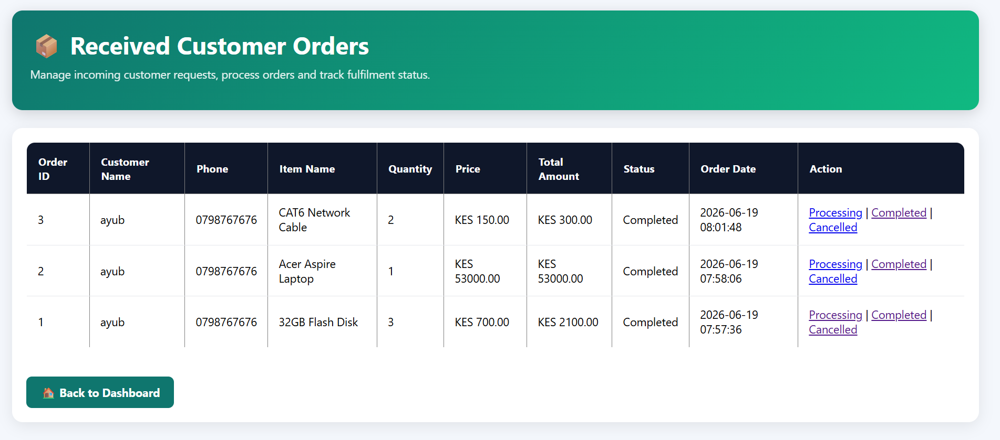 Received Customer Orders
Manage incoming customer requests, process orders and track fulfilment status.
Order ID | Customer Name | Phone | Item Name | Quantity | Price | Total Amount | Status | Order Date | Action
3 | ayub | 0798767676 | CAT6 Network Cable | 2 | KES 150.00 | KES 300.00 | Completed | 2026-06-19 08:01:48 | Processing | Completed | Cancelled
2 | ayub | 0798767676 | Acer Aspire Laptop | 1 | KES 53000.00 | KES 53000.00 | Completed | 2026-06-19 07:58:06 | Processing | Completed | Cancelled
1 | ayub | 0798767676 | 32GB Flash Disk | 3 | KES 700.00 | KES 2100.00 | Completed | 2026-06-19 07:57:36 | Processing | Completed | Cancelled
Back to Dashboard